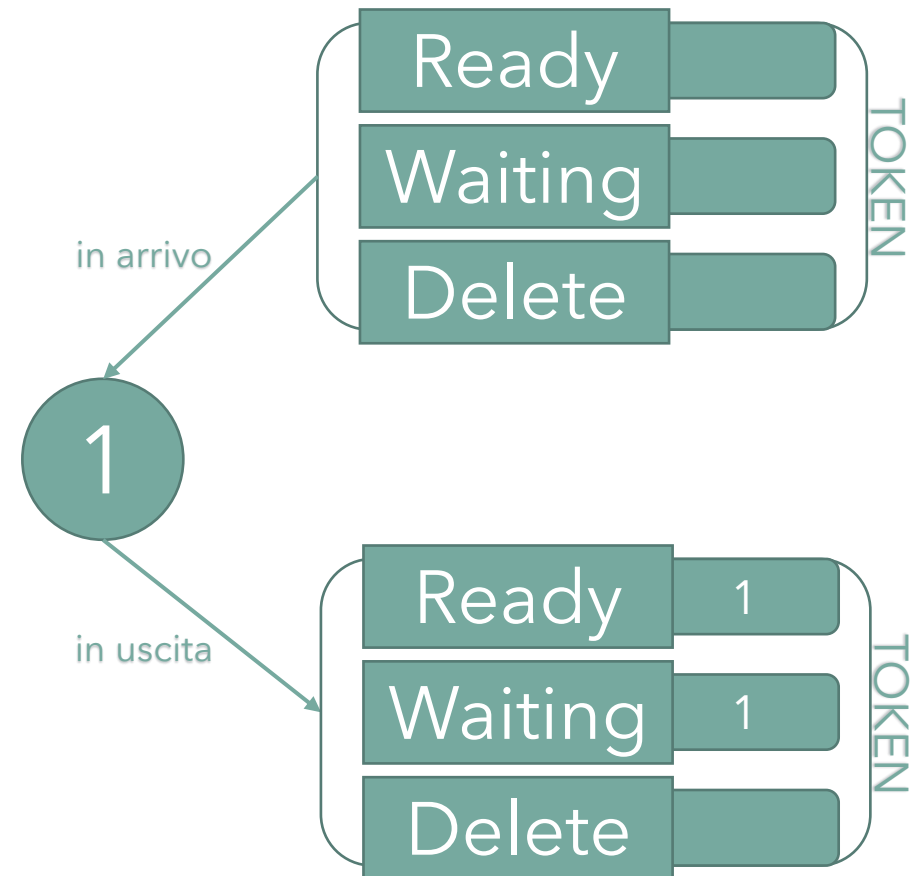 Ready
Waiting
Delete
TOKEN
in arrivo
1
in uscita
Ready 1
Waiting 1
Delete
TOKEN